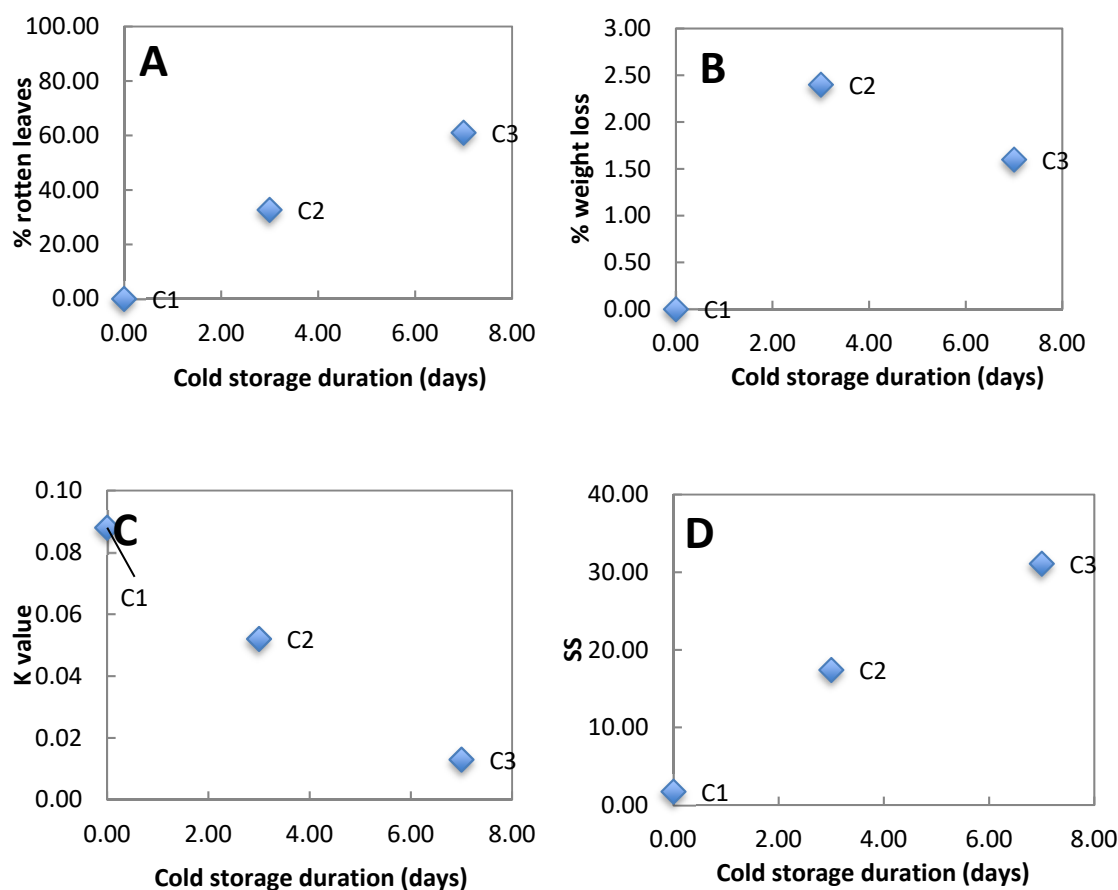 A
% rotten leaves
100.00
80.00
60.00
40.00
20.00
0.00
C1
C2
C3
0.00 2.00 4.00 6.00 8.00
Cold storage duration (days)
B
% weight loss
3.00
2.50
2.00
1.50
1.00
0.50
0.00
C1
C2
C3
0.00 2.00 4.00 6.00 8.00
Cold storage duration (days)
C
K value
0.10
0.08
0.06
0.04
0.02
0.00
C1
C2
C3
0.00 2.00 4.00 6.00 8.00
Cold storage duration (days)
D
SS
40.00
30.00
20.00
10.00
0.00
C1
C2
C3
0.00 2.00 4.00 6.00 8.00
Cold storage duration (days)